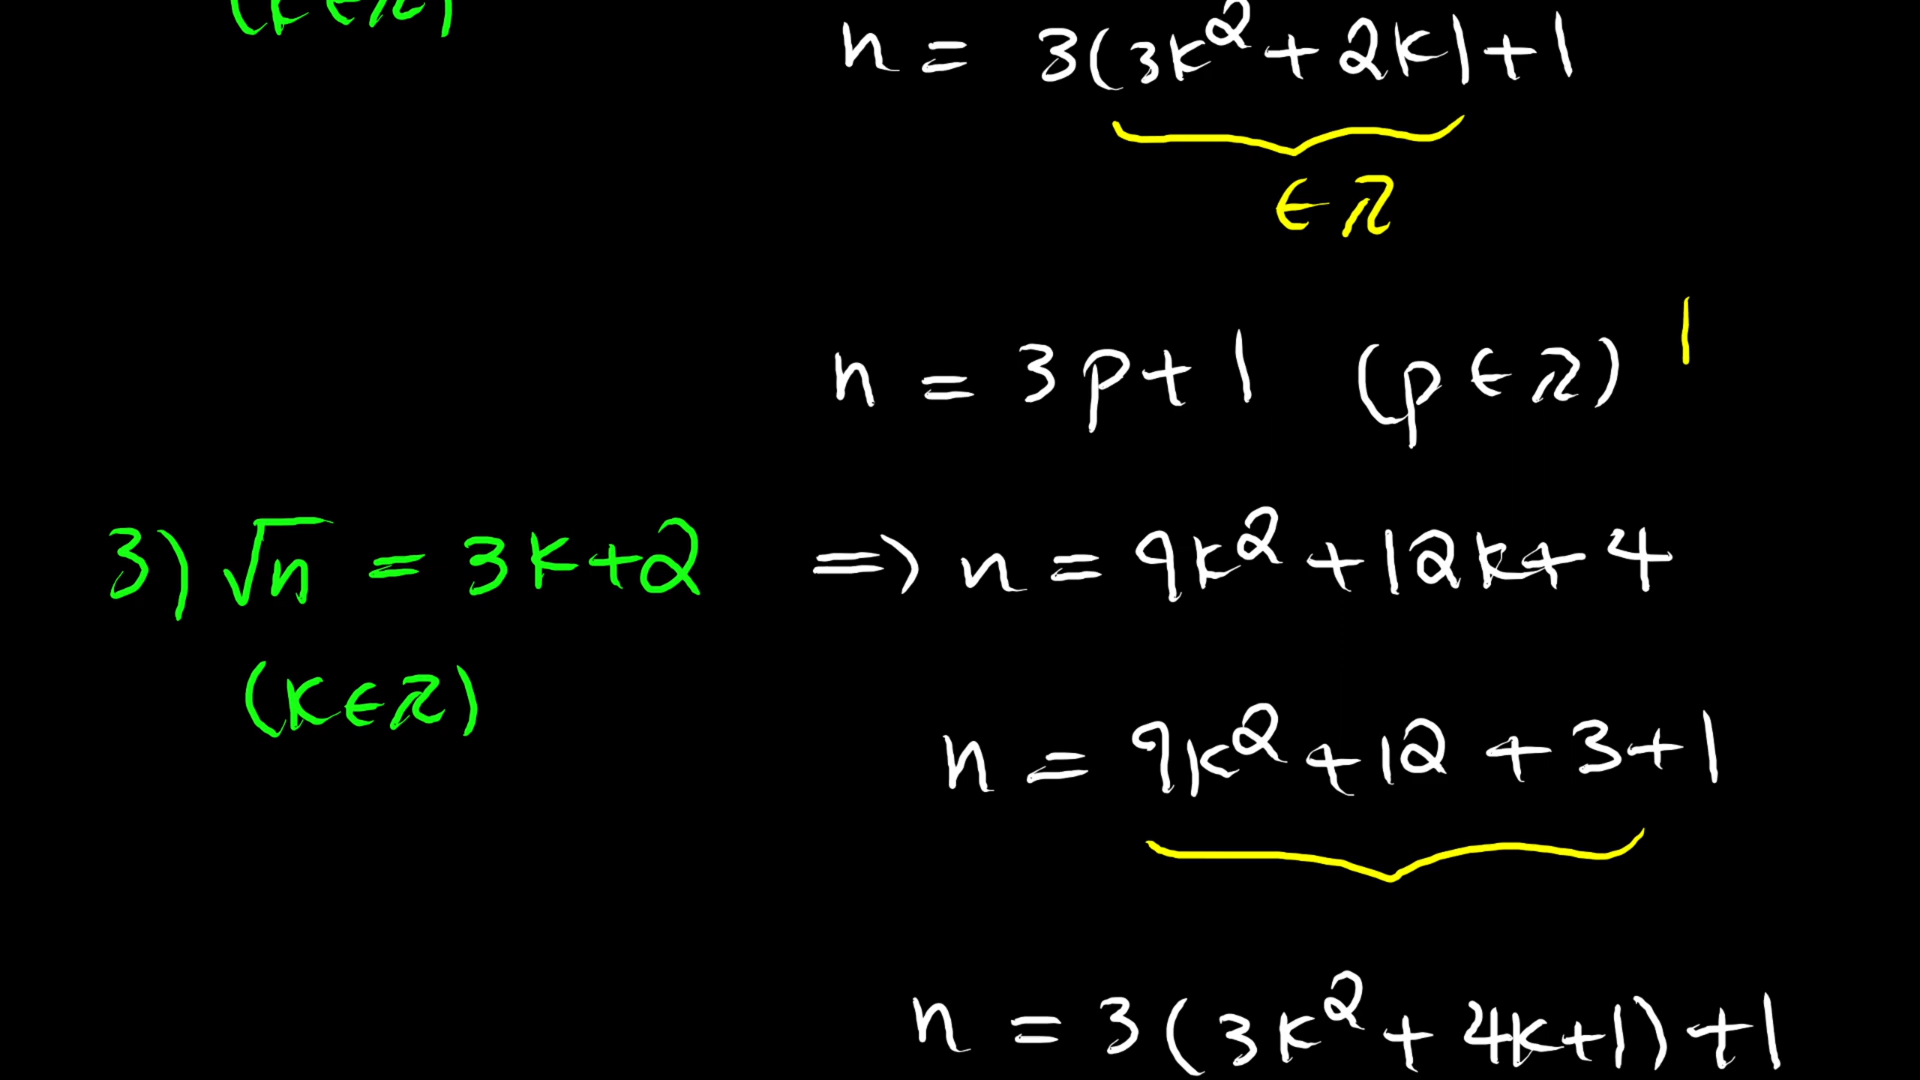 (k∈ℤ)
n = 3(3k²+2k)+1
∈ ℤ
n = 3p+1 (p∈ℤ) 1
3) √n = 3k+2 => n = 9k²+12k+4
(k∈ℤ)
n = 9k²+12 +3+1
n = 3(3k²+4k+1)+1